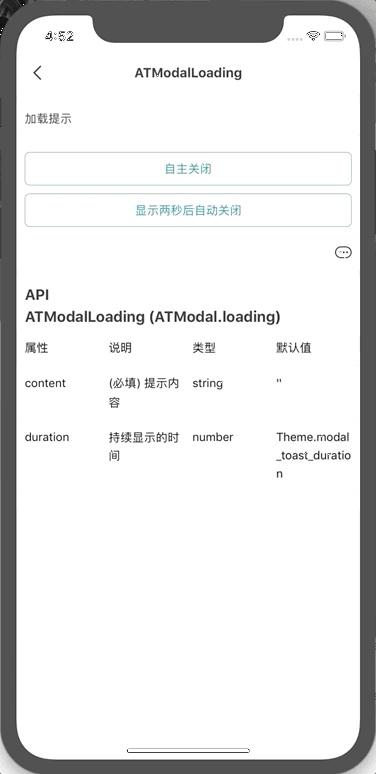 4:52
ATModalLoading
加载提示
自主关闭
显示两秒后自动关闭
API
ATModalLoading (ATModal.loading)
属性 说明 类型 默认值
content (必填) 提示内 string ''
容
duration 持续显示的时 number Theme.modal
间 _toast_duratio
n